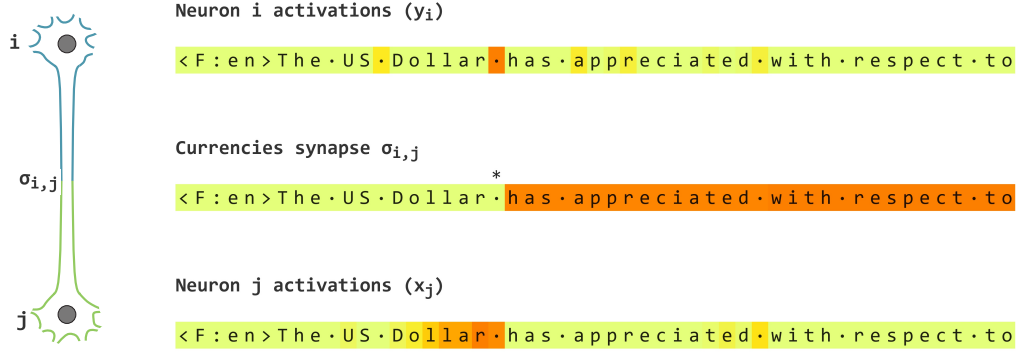 Neuron i activations (yi)
i
<F:en>The·US·Dollar·has·appreciated·with·respect·to
Currencies synapse σi,j
σi,j
*
<F:en>The·US·Dollar·has·appreciated·with·respect·to
Neuron j activations (xj)
j
<F:en>The·US·Dollar·has·appreciated·with·respect·to